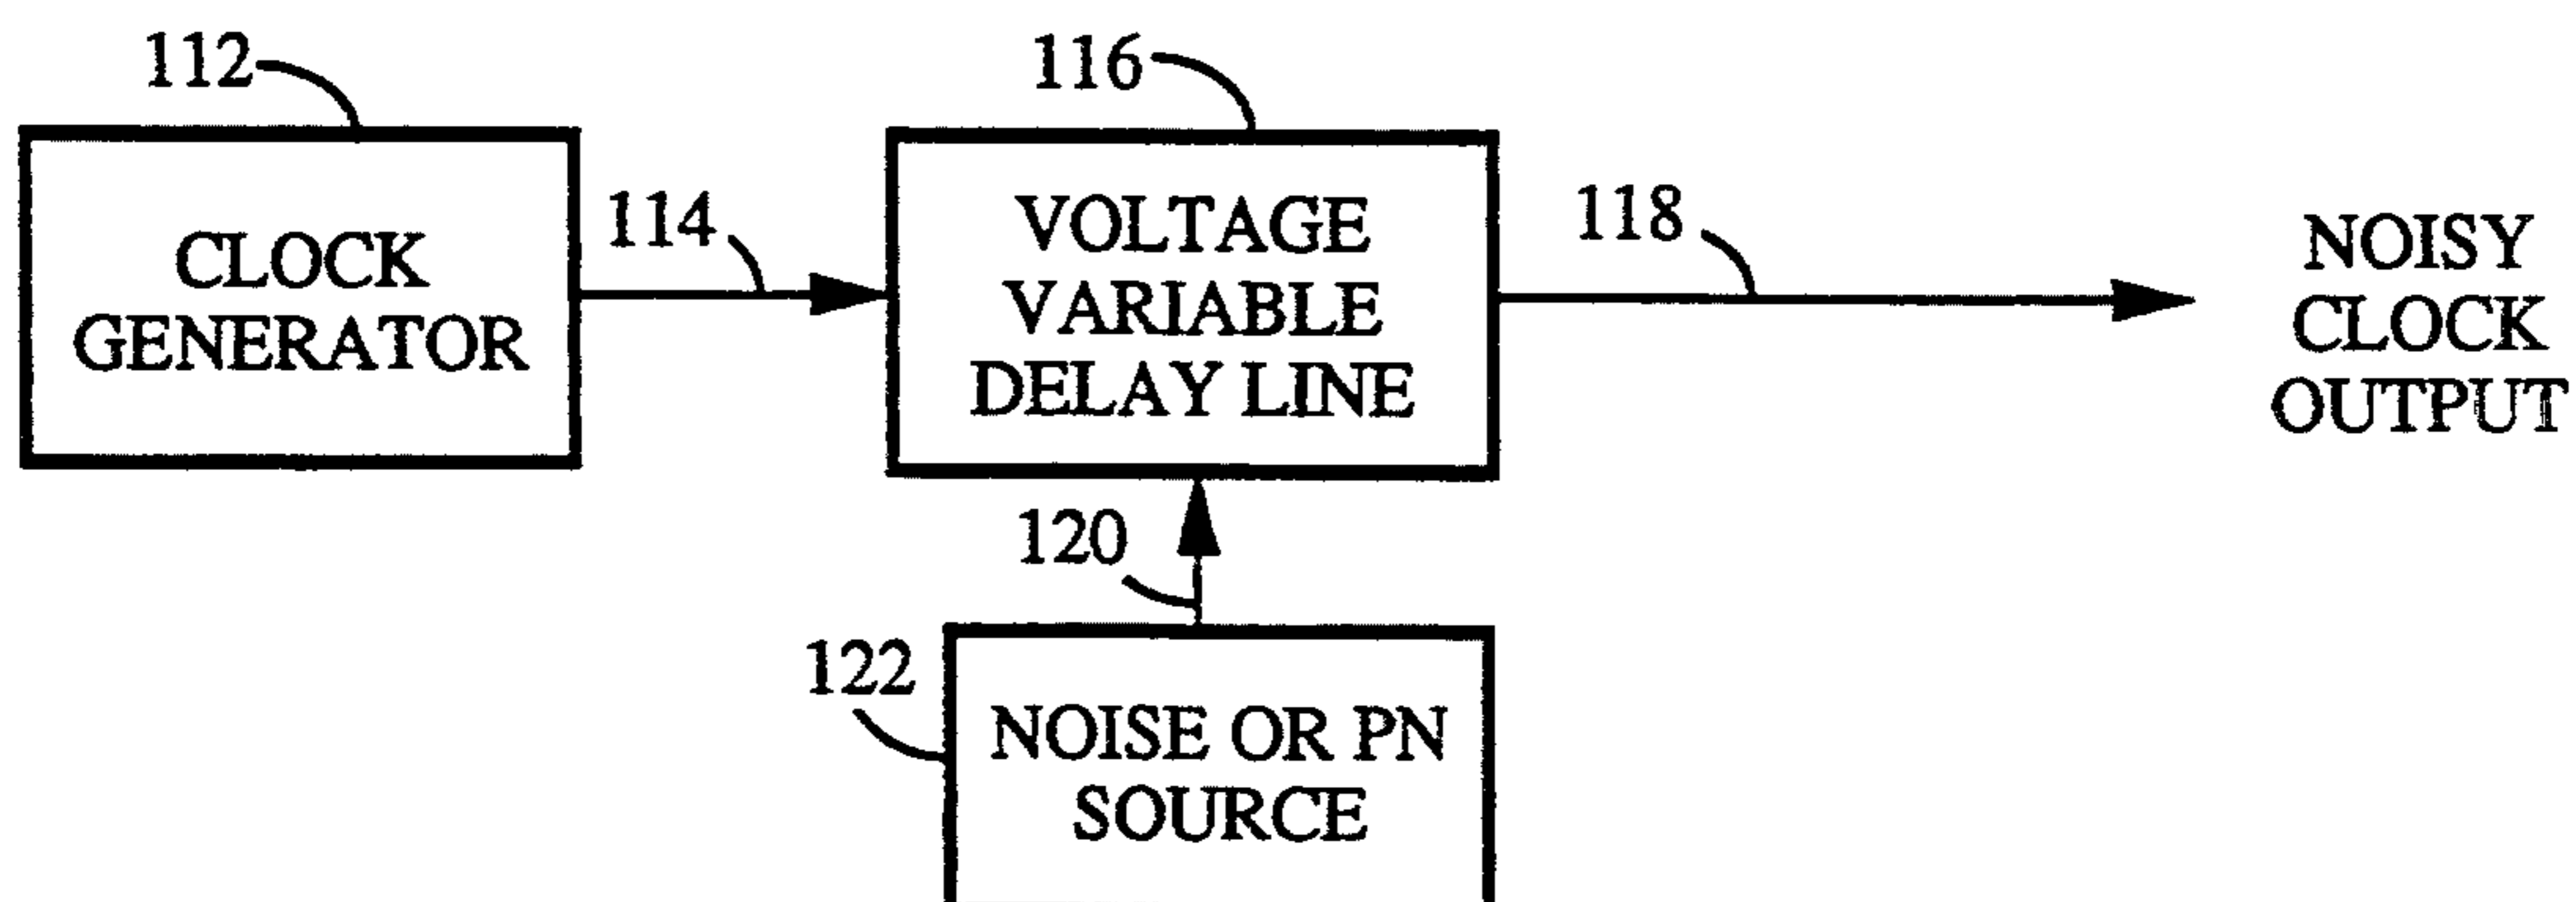 112
116
CLOCK
GENERATOR
114
VOLTAGE
VARIABLE
DELAY LINE
118
NOISY
CLOCK
OUTPUT
120
122
NOISE OR PN
SOURCE